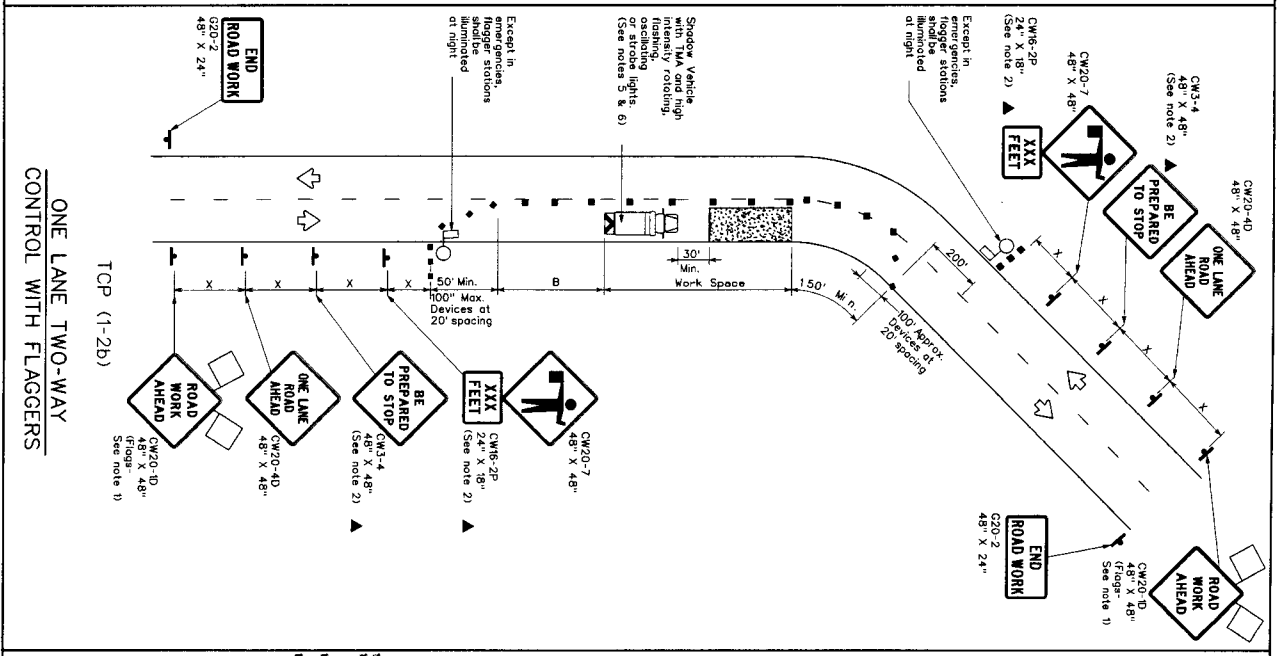 END
ROAD WORK
G20-2
48" X 24"
Except in
emergencies,
flagger stations
shall be
illuminated
at night
Shadow Vehicle
with TMA and high
intensity rotating,
flashing,
oscillating
or strobe lights.
(See notes 5 & 6)
Except in
emergencies,
flagger stations
shall be
illuminated
at night
CW16-2P
24" X 18"
(See note 2) ▲
XXX
FEET
CW20-7
48" X 48"
CW3-4
48" X 48"
(See note 2) ▲
BE
PREPARED
TO STOP
CW20-4D
48" X 48"
ONE LANE
ROAD
AHEAD
X
X
X
200'
ROAD
WORK
AHEAD
CW20-1D
48" X 48"
(Flags-
See note 1)
END
ROAD WORK
G20-2
48" X 24"
30'
Min.
Work Space
B
150' Min.
100' Approx.
Devices at
20' spacing
50' Min.
100" Max.
Devices at
20' spacing
X
X
X
X
CW20-7
48" X 48"
XXX
FEET
CW16-2P
24" X 18"
(See note 2) ▲
BE
PREPARED
TO STOP
CW3-4
48" X 48"
(See note 2) ▲
ONE LANE
ROAD
AHEAD
CW20-4D
48" X 48"
ROAD
WORK
AHEAD
CW20-1D
48" X 48"
(Flags-
See note 1)
TCP (1-2b)
ONE LANE TWO-WAY
CONTROL WITH FLAGGERS